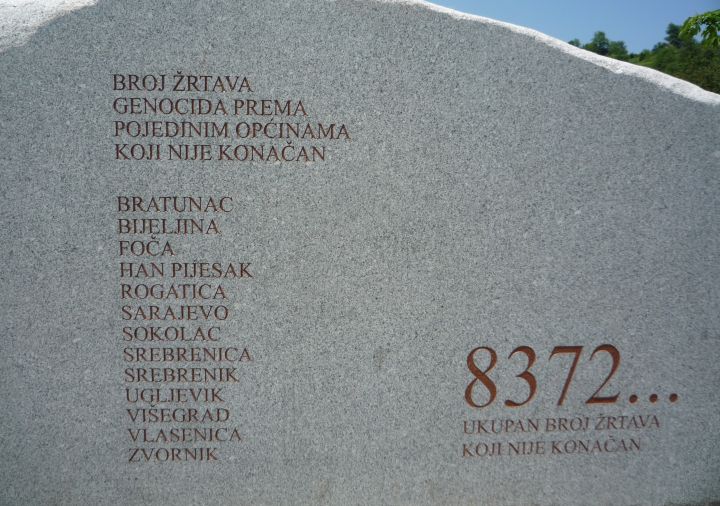 BROJ ŽRTAVA
GENOCIDA PREMA
POJEDINIM OPĆINAMA
KOJI NIJE KONAČAN
BRATUNAC
BIJELJINA
FOČA
HAN PIJESAK
ROGATICA
SARAJEVO
SOKOLAC
SREBRENICA
SREBRENIK
UGLJEVIK
VIŠEGRAD
VLASENICA
ZVORNIK
8372...
UKUPAN BROJ ŽRTAVA
KOJI NIJE KONAČAN